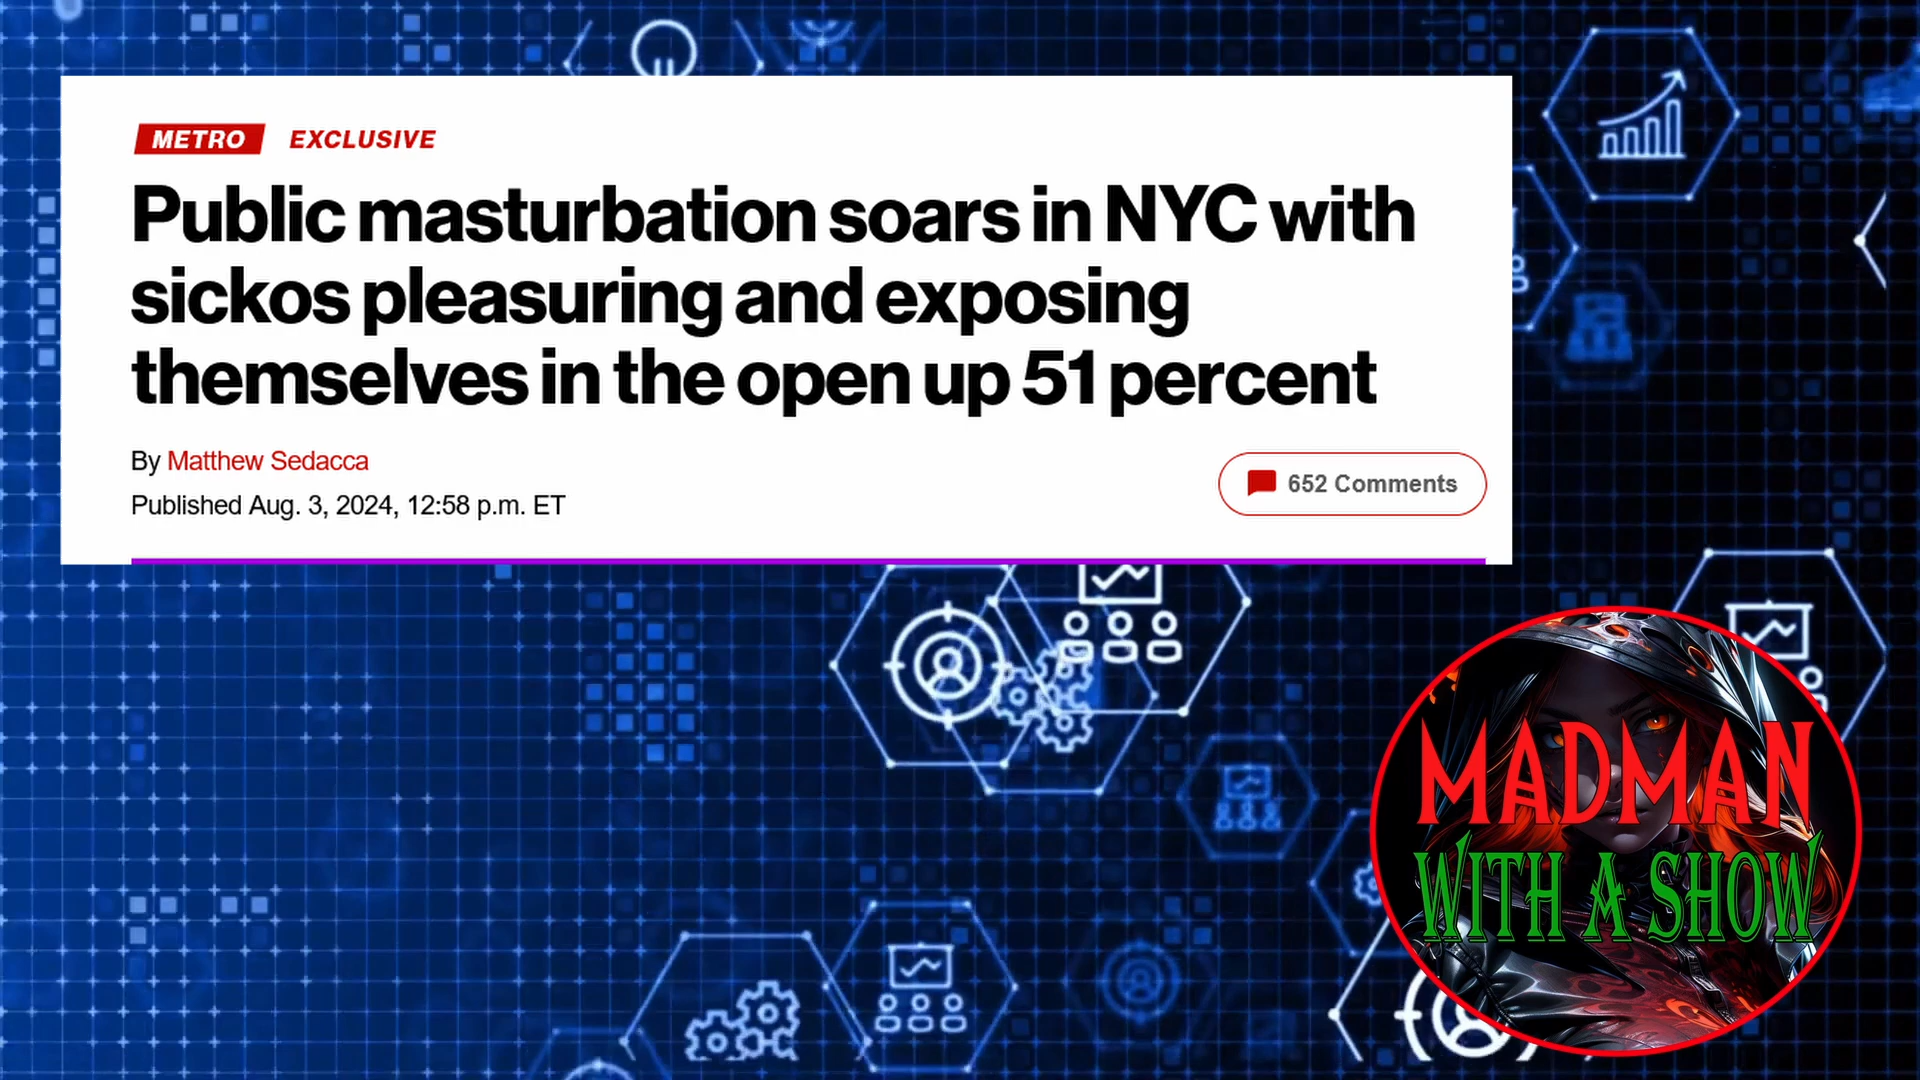 METRO EXCLUSIVE
Public masturbation soars in NYC with
sickos pleasuring and exposing
themselves in the open up 51 percent
By Matthew Sedacca
Published Aug. 3, 2024, 12:58 p.m. ET
652 Comments
MADMAN
WITH A SHOW